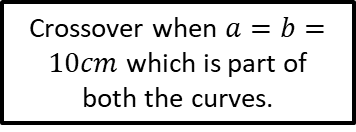 Crossover when a = b =
10cm which is part of
both the curves.